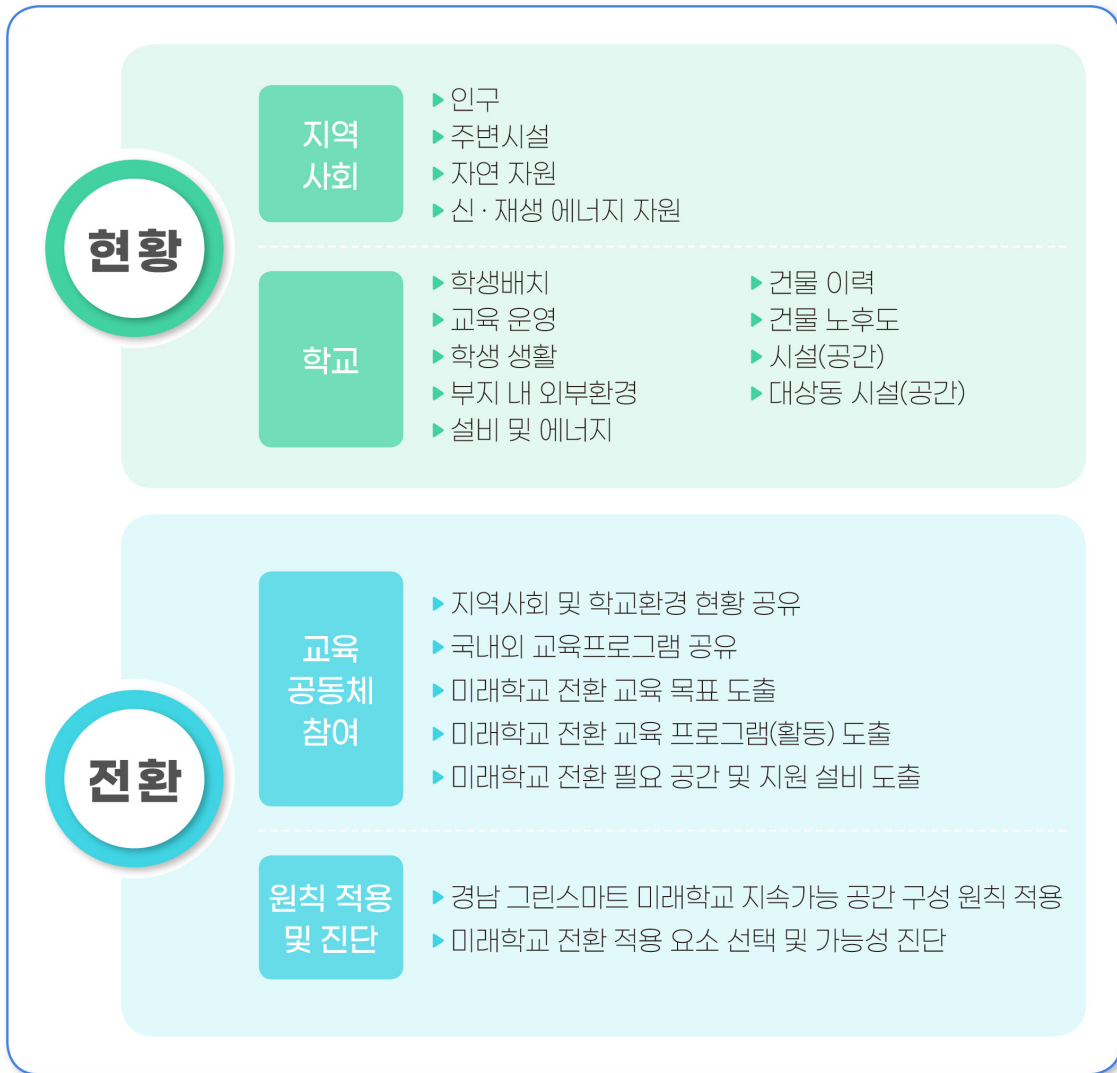 현황
지역
사회
▶ 인구
▶ 주변시설
▶ 자연 자원
▶ 신 · 재생 에너지 자원
학교
▶ 학생배치
▶ 교육 운영
▶ 학생 생활
▶ 부지 내 외부환경
▶ 설비 및 에너지
▶ 건물 이력
▶ 건물 노후도
▶ 시설(공간)
▶ 대상동 시설(공간)
전환
교육
공동체
참여
▶ 지역사회 및 학교환경 현황 공유
▶ 국내외 교육프로그램 공유
▶ 미래학교 전환 교육 목표 도출
▶ 미래학교 전환 교육 프로그램(활동) 도출
▶ 미래학교 전환 필요 공간 및 지원 설비 도출
원칙 적용
및 진단
▶ 경남 그린스마트 미래학교 지속가능 공간 구성 원칙 적용
▶ 미래학교 전환 적용 요소 선택 및 가능성 진단